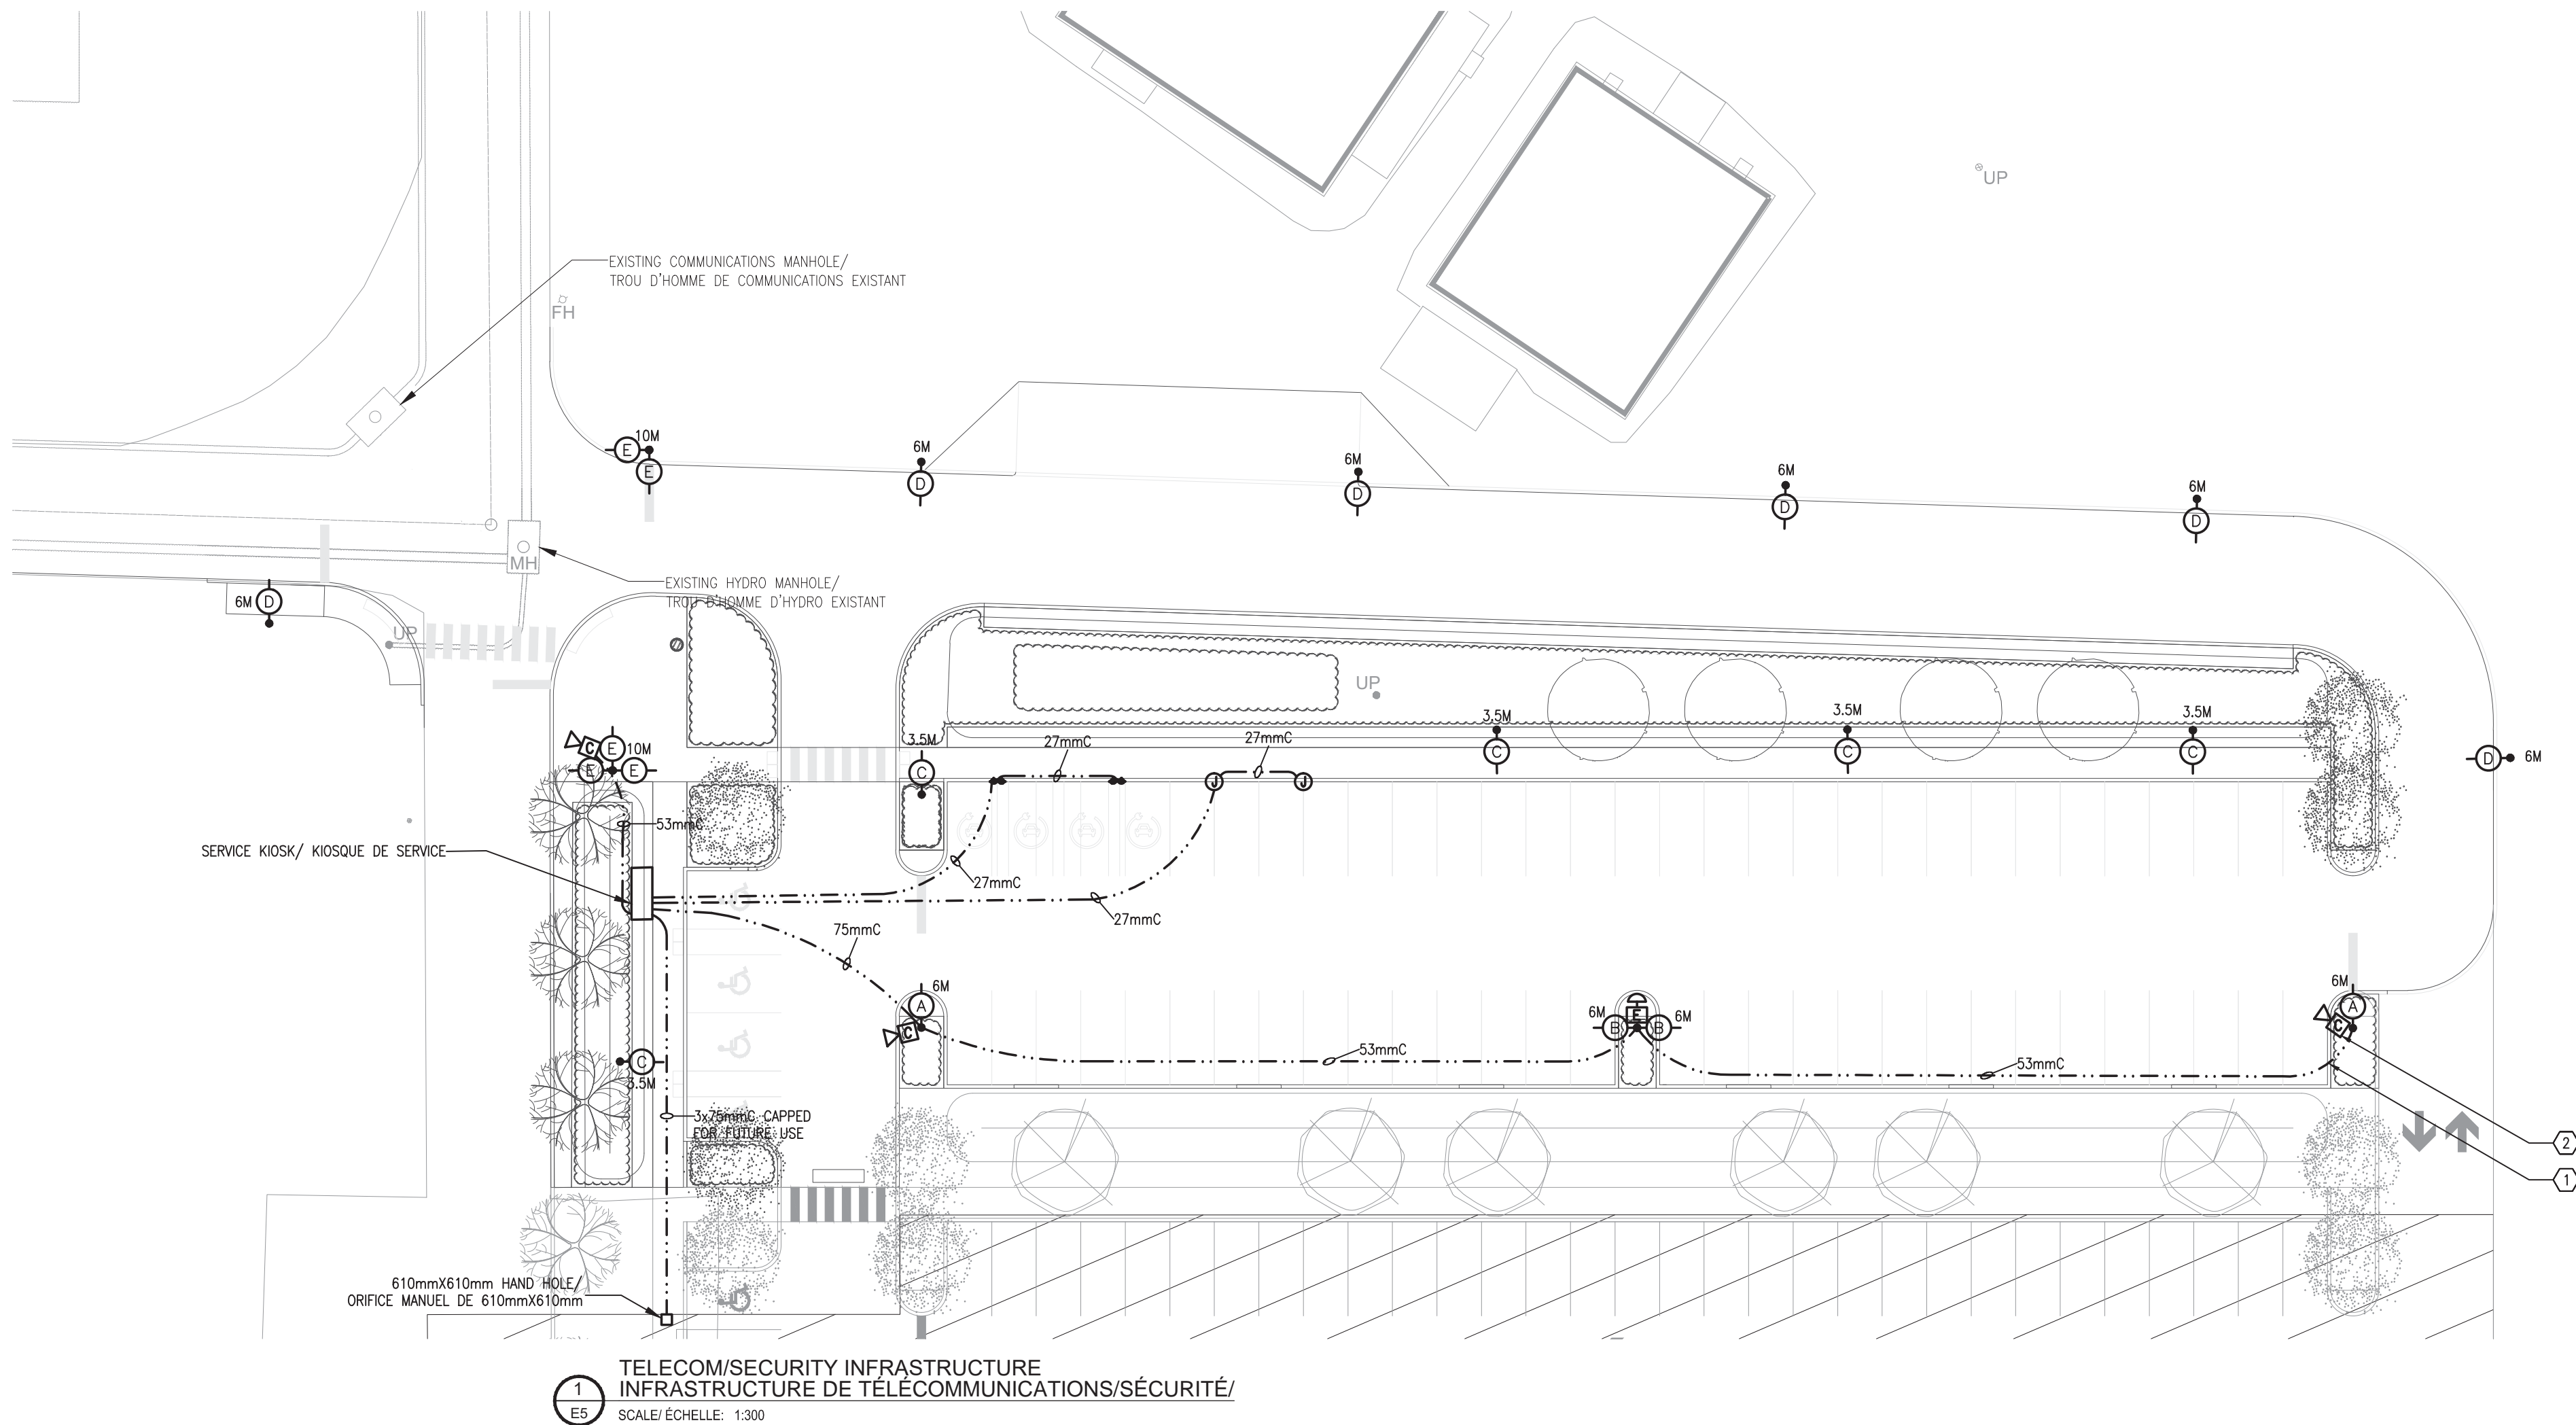 UP
EXISTING COMMUNICATIONS MANHOLE/
TROU D'HOMME DE COMMUNICATIONS EXISTANT
FH
10M
E
E
6M
D
6M
D
6M
D
6M
D
MH
EXISTING HYDRO MANHOLE/
TROU D'HOMME D'HYDRO EXISTANT
6M
D
UP
UP
C
E
10M
E
E
3.5M
C
27mmC
27mmC
3.5M
C
3.5M
C
3.5M
C
D
6M
J
J
53mmC
SERVICE KIOSK/ KIOSQUE DE SERVICE
27mmC
27mmC
75mmC
6M
A
C
6M
B
E
B
6M
6M
A
C
53mmC
53mmC
C
3.5M
3x75mmC CAPPED
FOR FUTURE USE
2
1
610mmX610mm HAND HOLE/
ORIFICE MANUEL DE 610mmX610mm
1
E5
TELECOM/SECURITY INFRASTRUCTURE
INFRASTRUCTURE DE TÉLÉCOMMUNICATIONS/SÉCURITÉ/
SCALE/ ÉCHELLE: 1:300